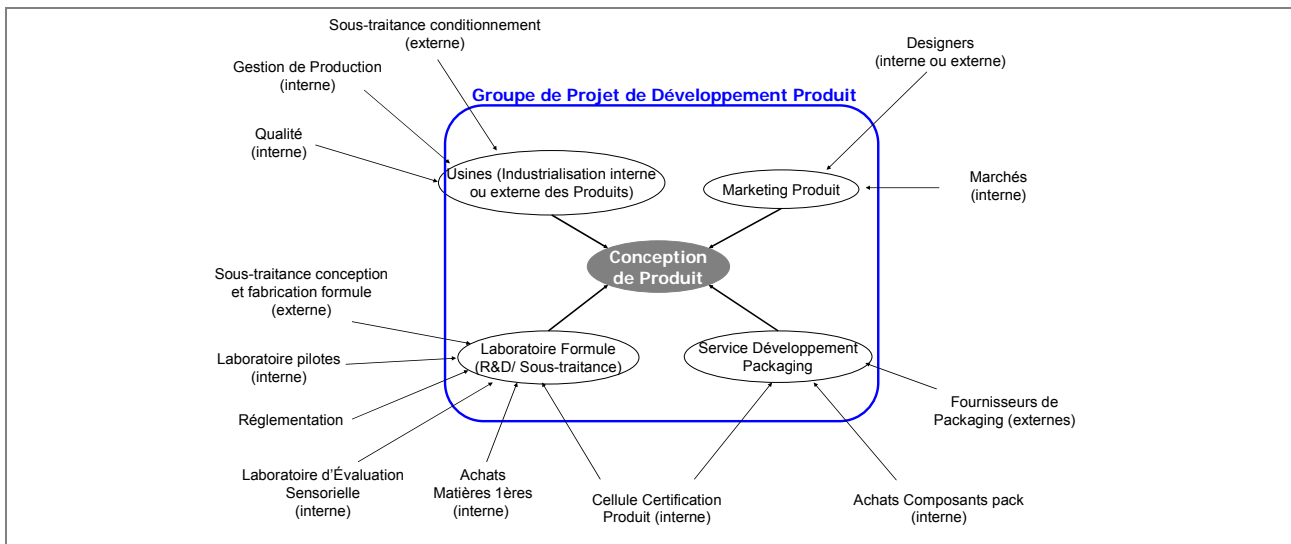 Sous-traitance conditionnement
(externe)
Designers
(interne ou externe)
Gestion de Production
(interne)
Groupe de Projet de Développement Produit
Qualité
(interne)
Usines (Industrialisation interne
ou externe des Produits)
Marketing Produit
Marchés
(interne)
Conception
de Produit
Sous-traitance conception
et fabrication formule
(externe)
Laboratoire Formule
(R&D/ Sous-traitance)
Service Développement
Packaging
Laboratoire pilotes
(interne)
Réglementation
Fournisseurs de
Packaging (externes)
Laboratoire d'Évaluation
Sensorielle
(interne)
Achats
Matières 1ères
(interne)
Cellule Certification
Produit (interne)
Achats Composants pack
(interne)